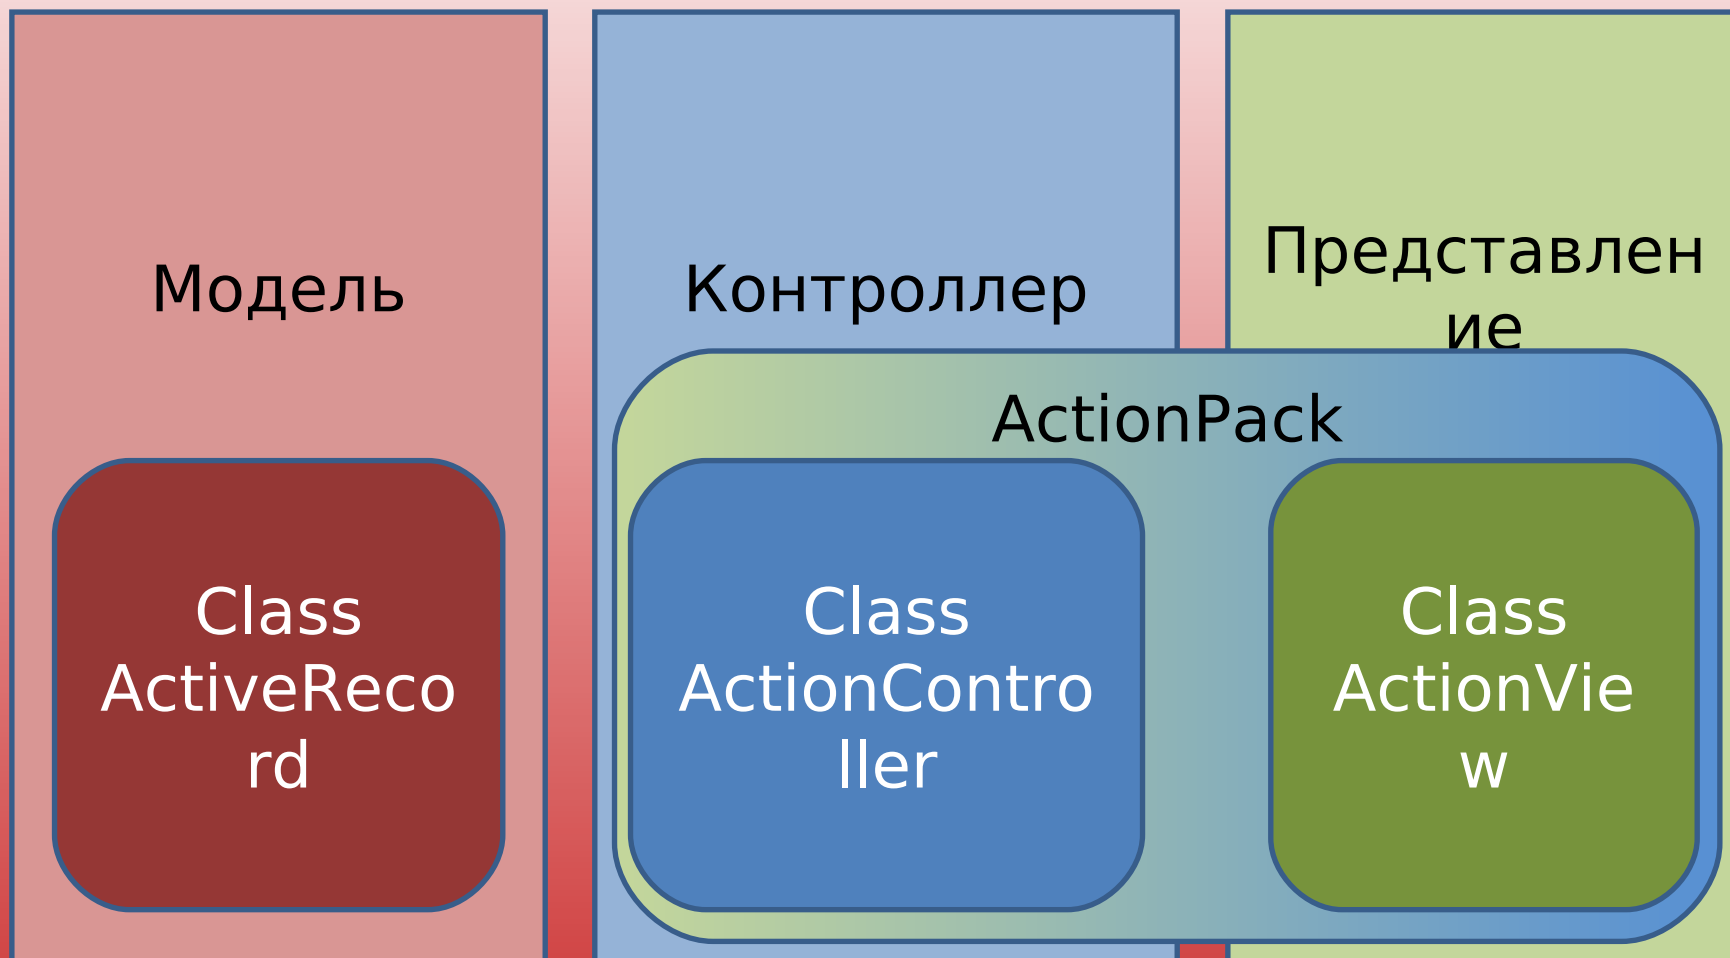 Модель
Контроллер
Представлен
ие
ActionPack
Class
ActiveReco
rd
Class
ActionContro
ller
Class
ActionVie
w